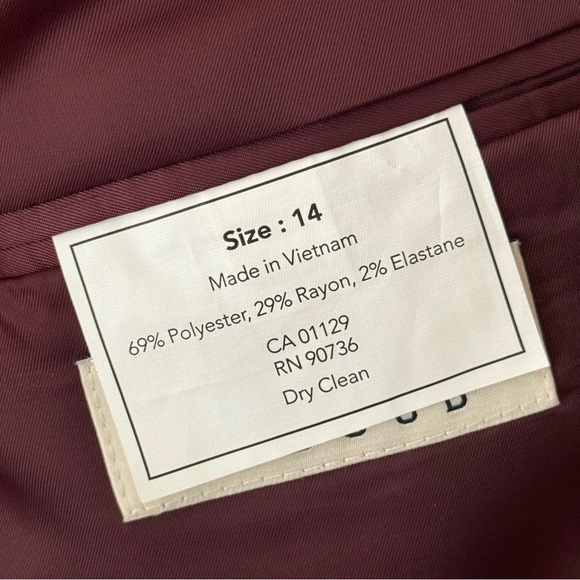 Size : 14
Made in Vietnam
69% Polyester, 29% Rayon, 2% Elastane
CA 01129
RN 90736
Dry Clean